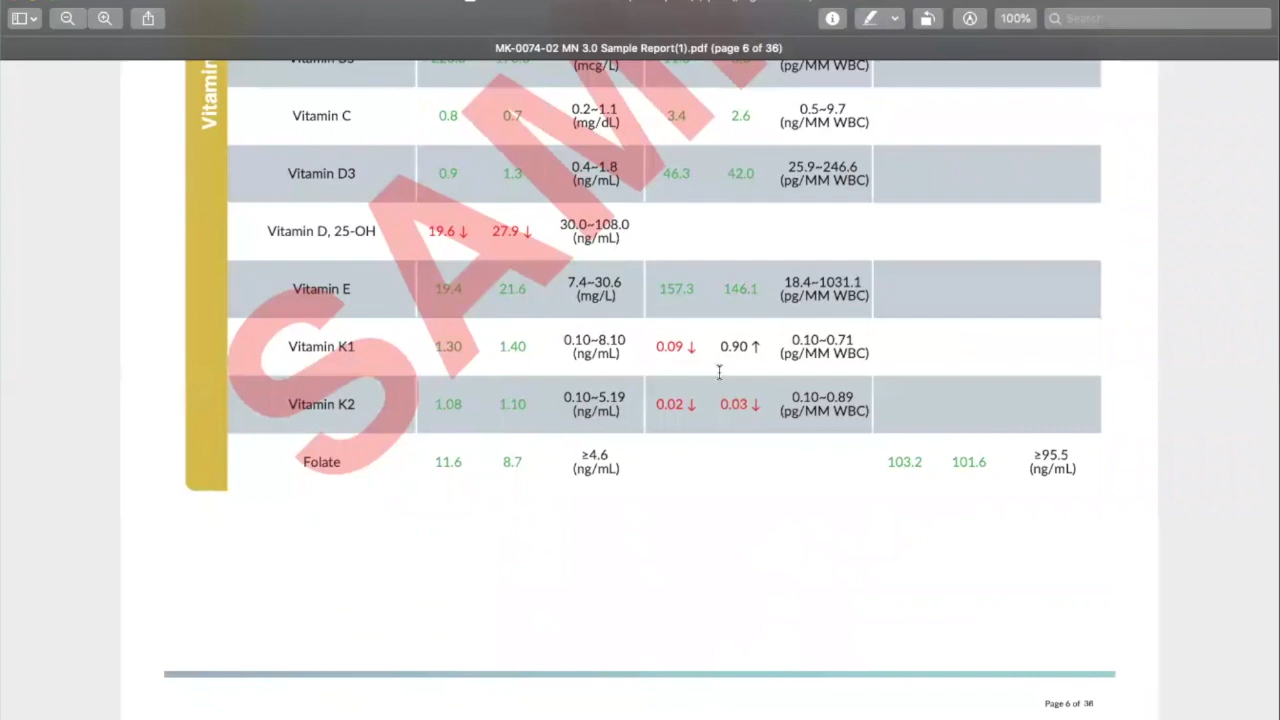 100%
Search
MK-0074-02 MN 3.0 Sample Report(1).pdf (page 6 of 36)
Vitamin
(mcg/L) (pg/MM WBC)
Vitamin C 0.8 0.7 0.2~1.1 (mg/dL) 3.4 2.6 0.5~9.7 (ng/MM WBC)
Vitamin D3 0.9 1.3 0.4~1.8 (ng/mL) 46.3 42.0 25.9~246.6 (pg/MM WBC)
Vitamin D, 25-OH 19.6 ↓ 27.9 ↓ 30.0~108.0 (ng/mL)
Vitamin E 19.4 21.6 7.4~30.6 (mg/L) 157.3 146.1 18.4~1031.1 (pg/MM WBC)
Vitamin K1 1.30 1.40 0.10~8.10 (ng/mL) 0.09 ↓ 0.90 ↑ 0.10~0.71 (pg/MM WBC)
Vitamin K2 1.08 1.10 0.10~5.19 (ng/mL) 0.02 ↓ 0.03 ↓ 0.10~0.89 (pg/MM WBC)
Folate 11.6 8.7 ≥4.6 (ng/mL) 103.2 101.6 ≥95.5 (ng/mL)
SAM
Page 6 of 36